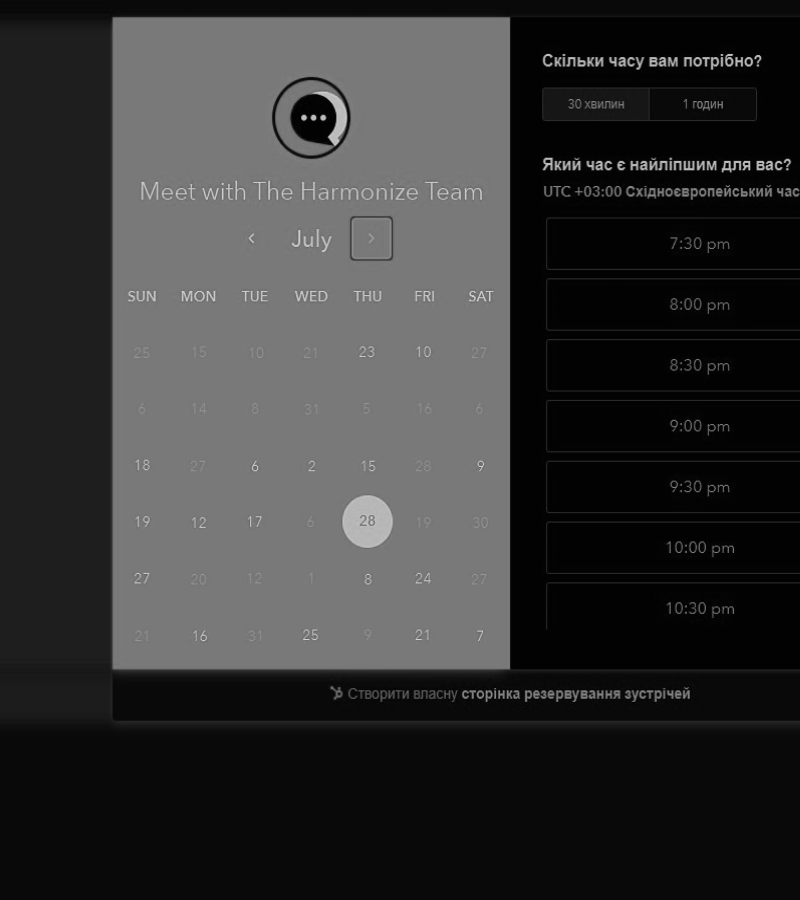 Meet with The Harmonize Team
July
SUN MON TUE WED THU FRI SAT
25 15 10 21 23 10 27
6 14 8 31 5 16 6
18 27 6 2 15 28 9
19 12 17 6 28 19 30
27 20 12 1 8 24 27
21 16 31 25 9 21 7
Скільки часу вам потрібно?
30 хвилин 1 годин
Який час є найліпшим для вас?
UTC +03:00 Східноєвропейський час
7:30 pm
8:00 pm
8:30 pm
9:00 pm
9:30 pm
10:00 pm
10:30 pm
Створити власну сторінка резервування зустрічей